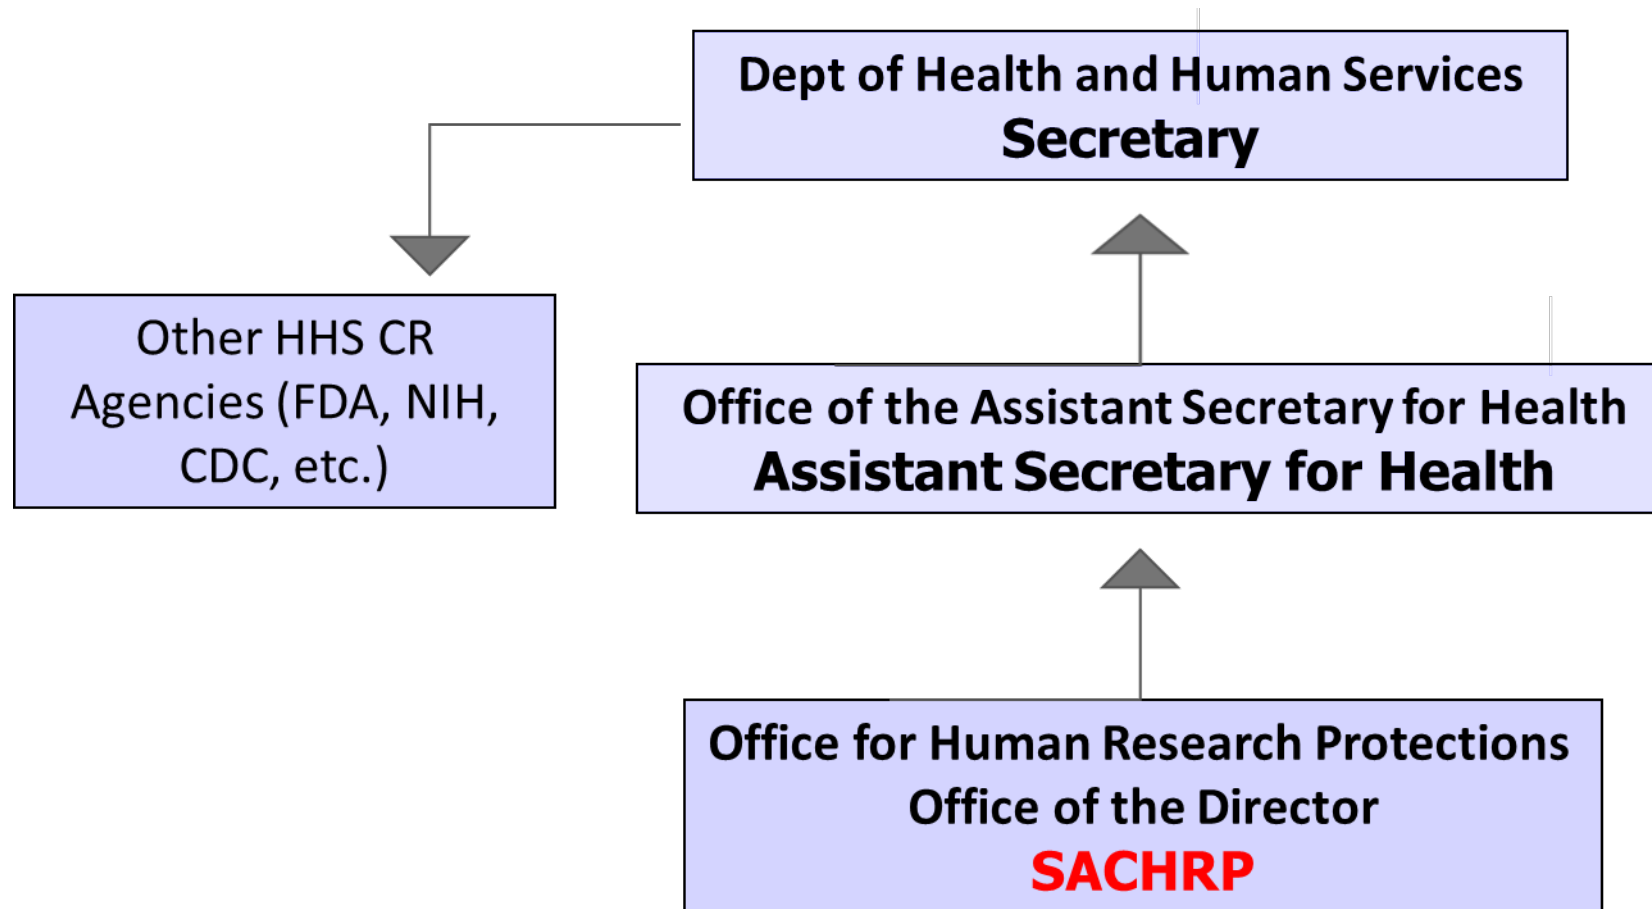 Dept of Health and Human Services
Secretary
Other HHS CR
Agencies (FDA, NIH,
CDC, etc.)
Office of the Assistant Secretary for Health
Assistant Secretary for Health
Office for Human Research Protections
Office of the Director
SACHRP